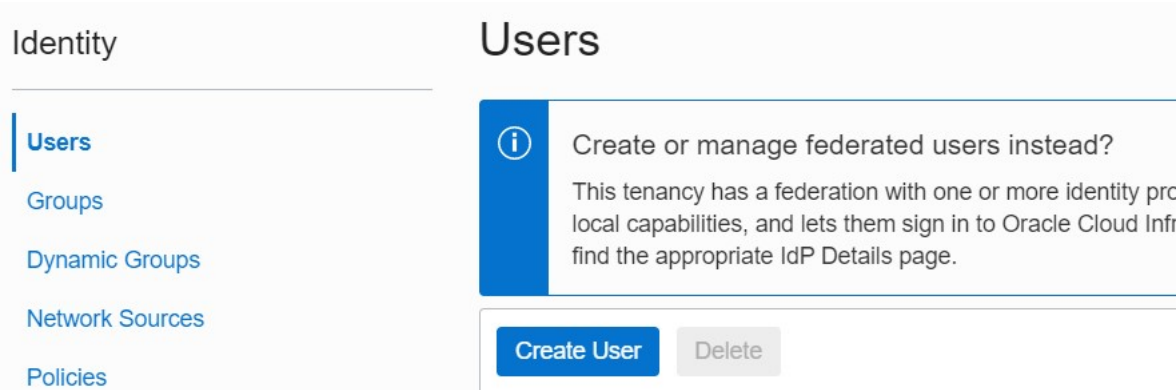 Identity
Users
Groups
Dynamic Groups
Network Sources
Policies
Users
Create or manage federated users instead?
This tenancy has a federation with one or more identity
local capabilities, and lets them sign in to Oracle Cloud
find the appropriate IdP Details page.
Create User
Delete